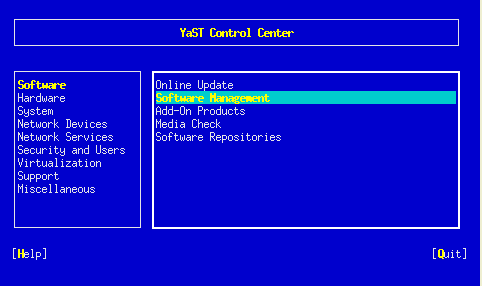 YaST Control Center
Software
Hardware
System
Network Devices
Network Services
Security and Users
Virtualization
Support
Miscellaneous
Online Update
Software Management
Add-On Products
Media Check
Software Repositories
[Help]
[Quit]